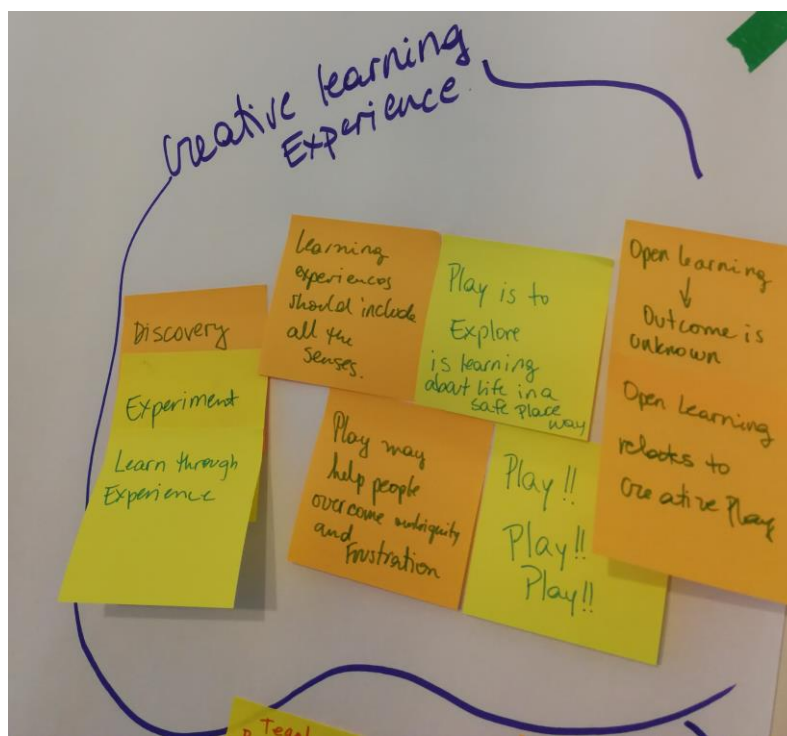 Creative learning
Experience
Discovery
Experiment
Learn through
Experience
Learning
experiences
should include
all the
senses.
Play is to
Explore
is learning
about life in a
safe place
way
Play may
help people
overcome ambiguity
and
Frustration
Play!!
Play!!
Play!!
Open learning
↓
Outcome is
unknown
Open Learning
to
Creative Play